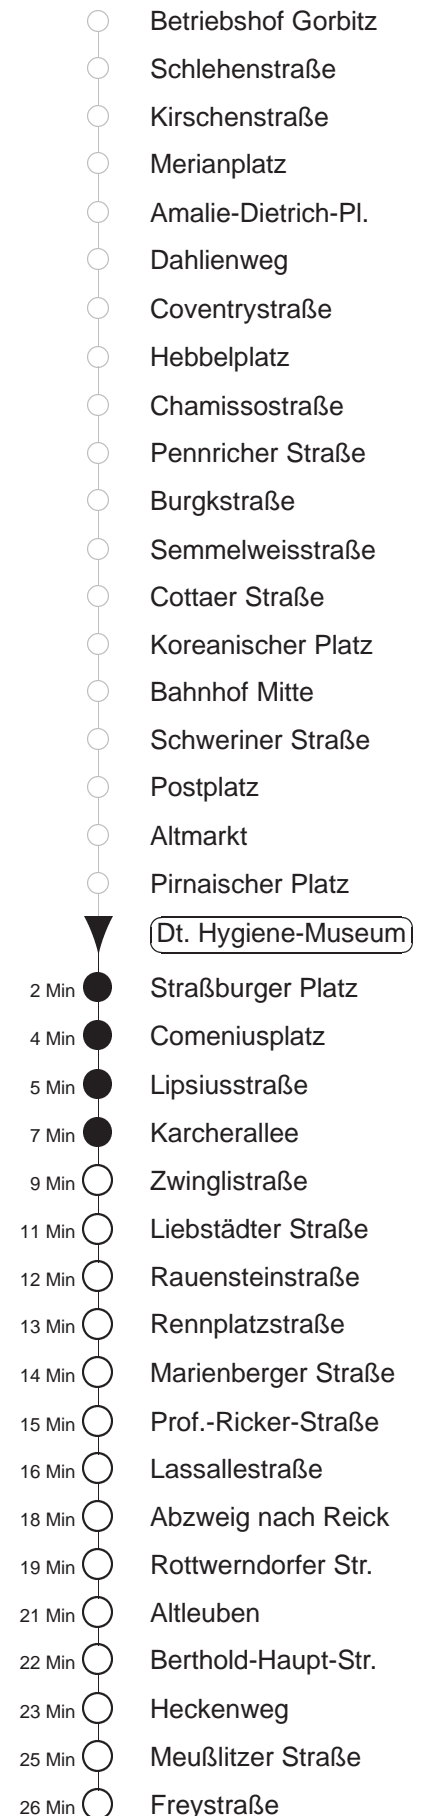 Betriebshof Gorbitz
Schlehenstraße
Kirschenstraße
Merianplatz
Amalie-Dietrich-Pl.
Dahlienweg
Coventrystraße
Hebbelplatz
Chamissostraße
Pennricher Straße
Burgkstraße
Semmelweisstraße
Cottaer Straße
Koreanischer Platz
Bahnhof Mitte
Schweriner Straße
Postplatz
Altmarkt
Pirnaischer Platz
Dt. Hygiene-Museum
2 Min Straßburger Platz
4 Min Comeniusplatz
5 Min Lipsiusstraße
7 Min Karcherallee
9 Min Zwinglistraße
11 Min Liebstädter Straße
12 Min Rauensteinstraße
13 Min Rennplatzstraße
14 Min Marienberger Straße
15 Min Prof.-Ricker-Straße
16 Min Lassallestraße
18 Min Abzweig nach Reick
19 Min Rottwerndorfer Str.
21 Min Altleuben
22 Min Berthold-Haupt-Str.
23 Min Heckenweg
25 Min Meußlitzer Straße
26 Min Freystraße